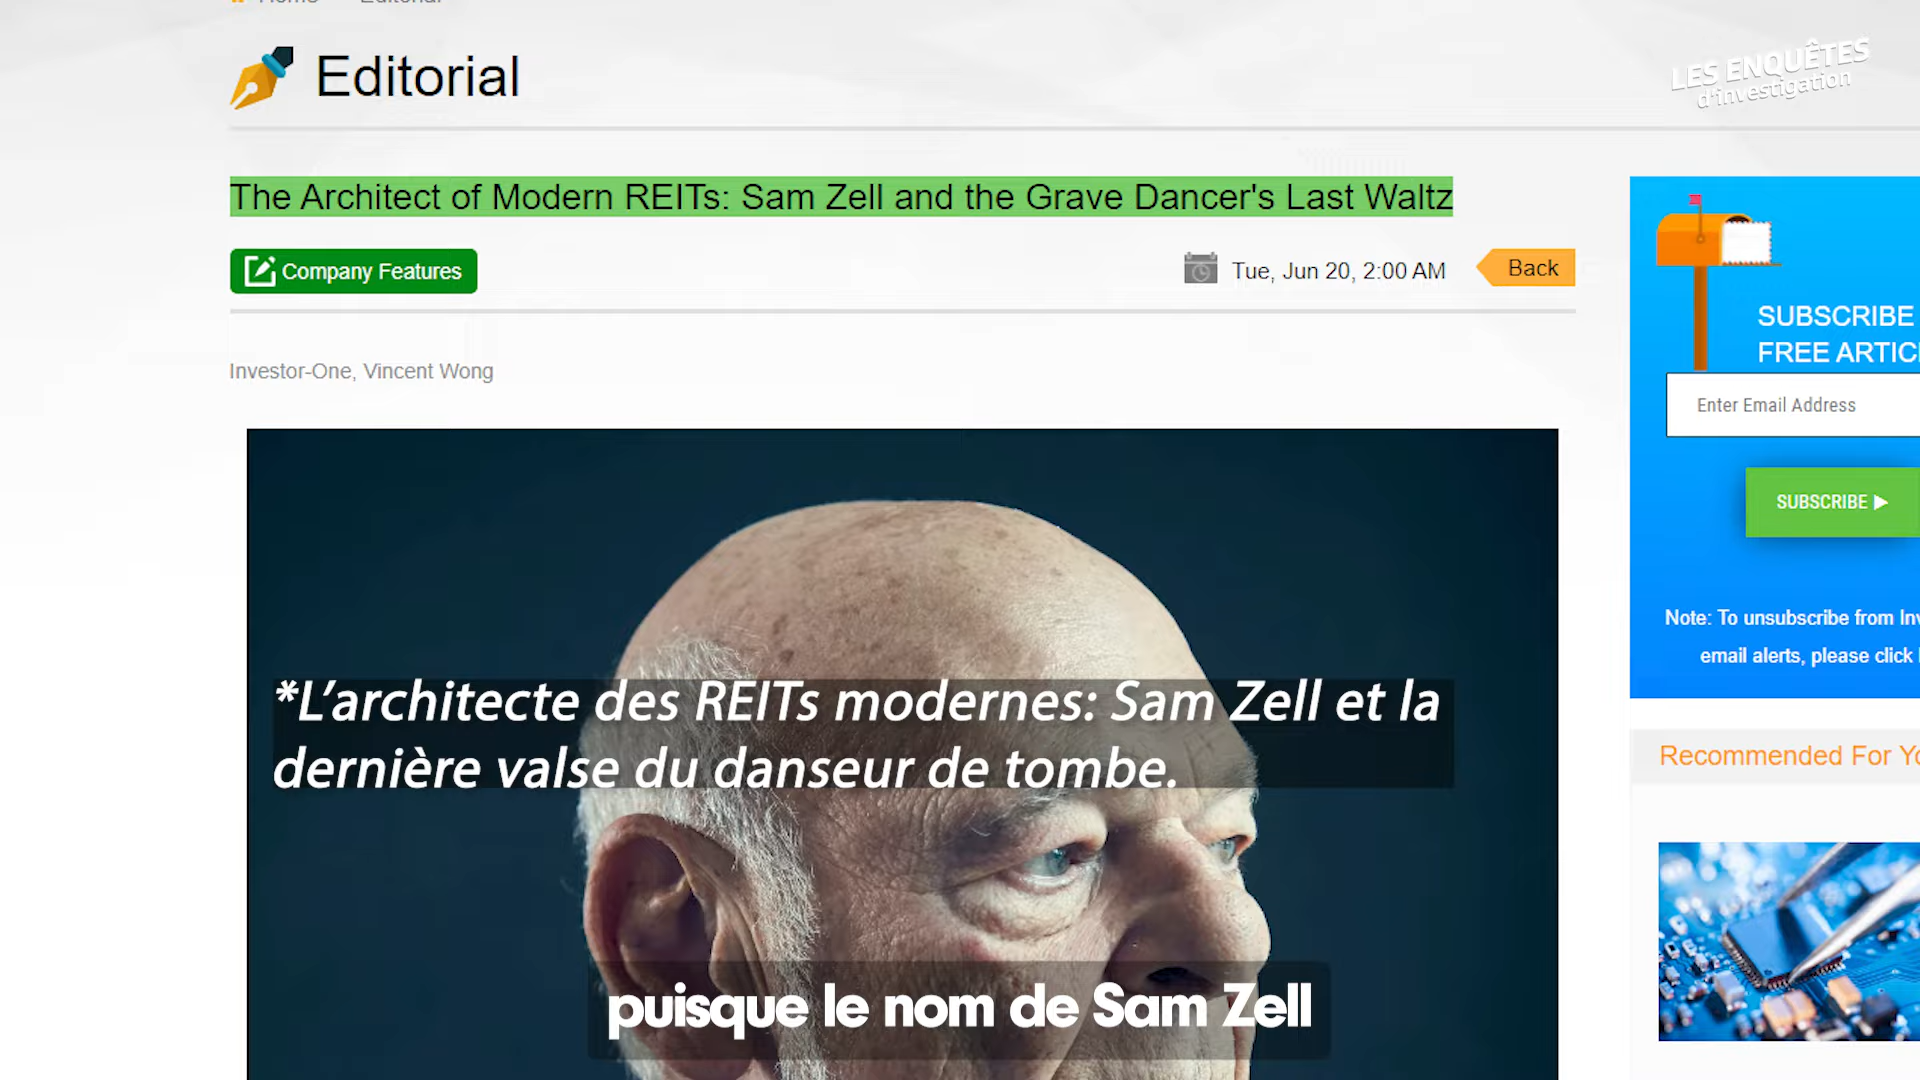 Home Editorial
LES ENQUÊTES
d'investigation
Editorial
The Architect of Modern REITs: Sam Zell and the Grave Dancer's Last Waltz
Company Features
Tue, Jun 20, 2:00 AM
Back
Investor-One, Vincent Wong
SUBSCRIBE
FREE ARTIC
Enter Email Address
SUBSCRIBE
Note: To unsubscribe from Inv
email alerts, please click
Recommended For Yo
*L'architecte des REITs modernes: Sam Zell et la
dernière valse du danseur de tombe.
puisque le nom de Sam Zell